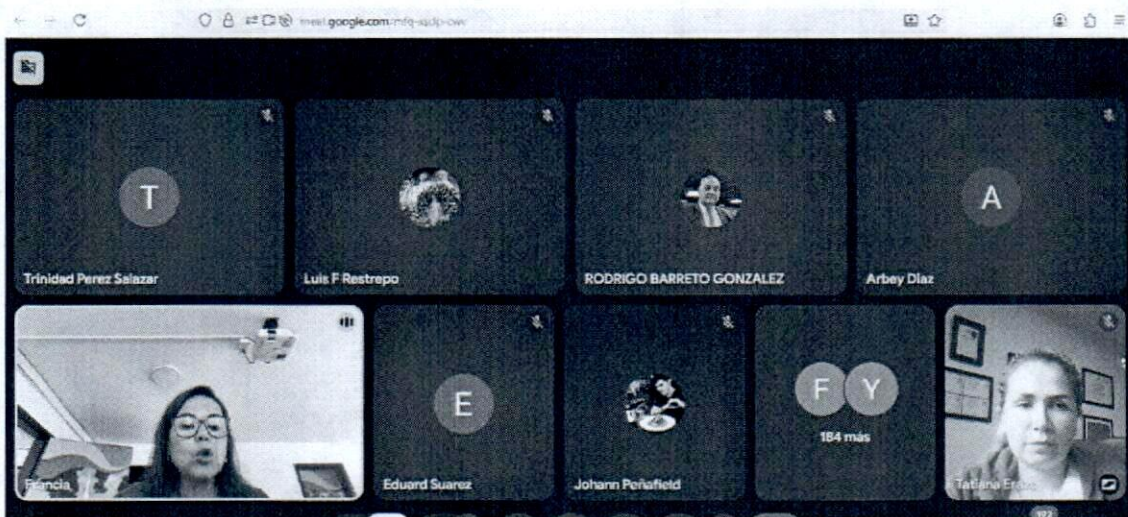 meet.google.com
T
Trinidad Perez Salazar
Luis F Restrepo
RODRIGO BARRETO GONZALEZ
A
Arbey Diaz
Francia
E
Eduard Suarez
Johann Peñafield
F Y
184 más
Tatiana Erazo